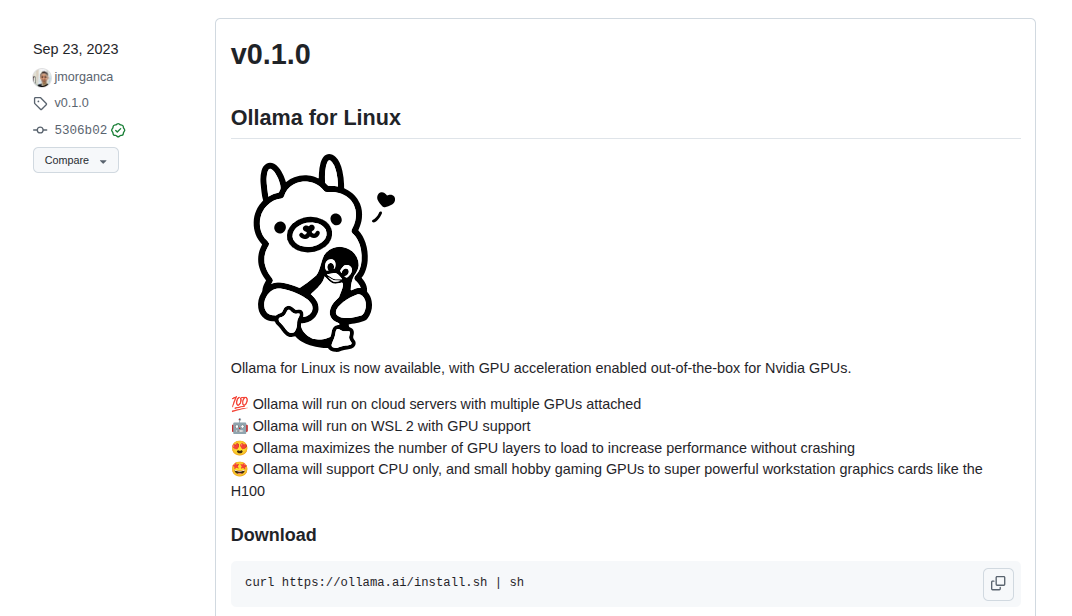 Sep 23, 2023
jmorganca
v0.1.0
5306b02
Compare
v0.1.0
Ollama for Linux
Ollama for Linux is now available, with GPU acceleration enabled out-of-the-box for Nvidia GPUs.
💯 Ollama will run on cloud servers with multiple GPUs attached
🤖 Ollama will run on WSL 2 with GPU support
😍 Ollama maximizes the number of GPU layers to load to increase performance without crashing
🤩 Ollama will support CPU only, and small hobby gaming GPUs to super powerful workstation graphics cards like the
H100
Download
curl https://ollama.ai/install.sh | sh